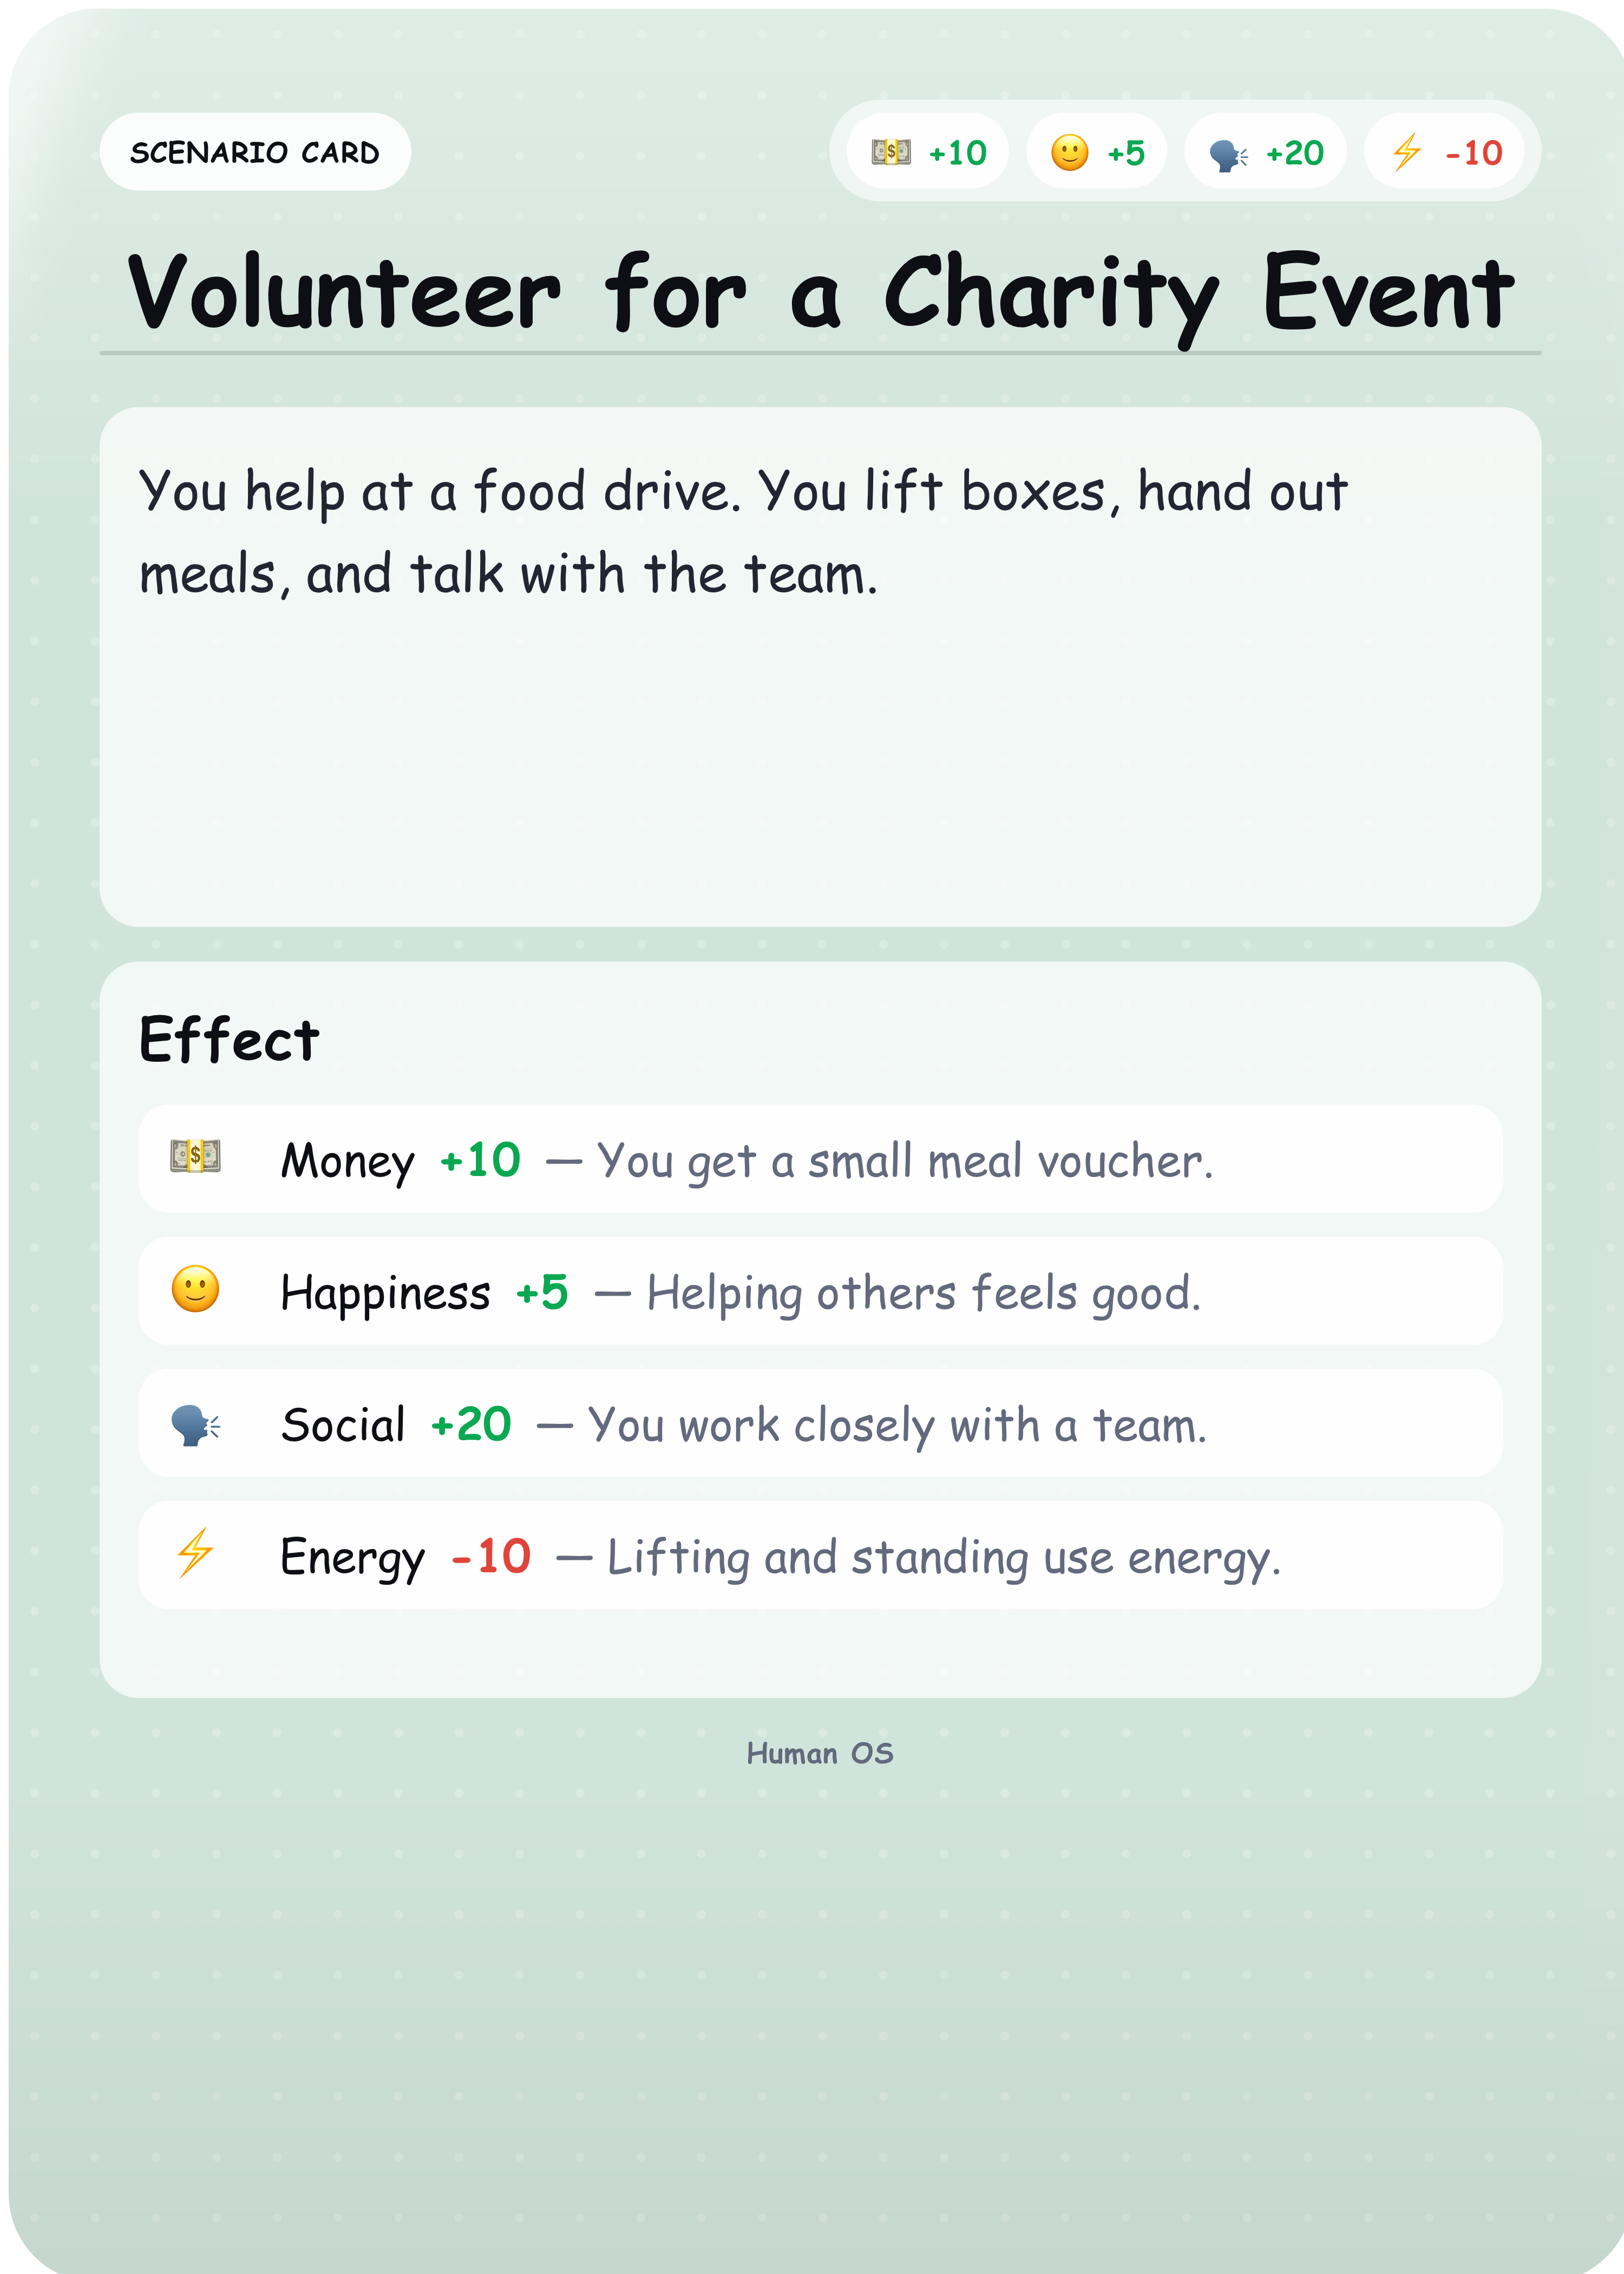 SCENARIO CARD
💵 +10 🙂 +5 🗣️ +20 ⚡ -10
Volunteer for a Charity Event
You help at a food drive. You lift boxes, hand out
meals, and talk with the team.
Effect
💵 Money +10 — You get a small meal voucher.
🙂 Happiness +5 — Helping others feels good.
🗣️ Social +20 — You work closely with a team.
⚡ Energy -10 — Lifting and standing use energy.
Human OS